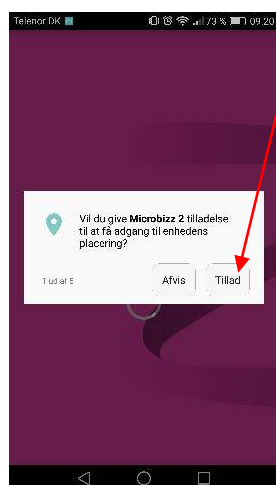 Telenor DK 73 % 09.20
Vil du give Microbizz 2 tilladelse
til at få adgang til enhedens
placering?
1 ud af 5 Afvis Tillad